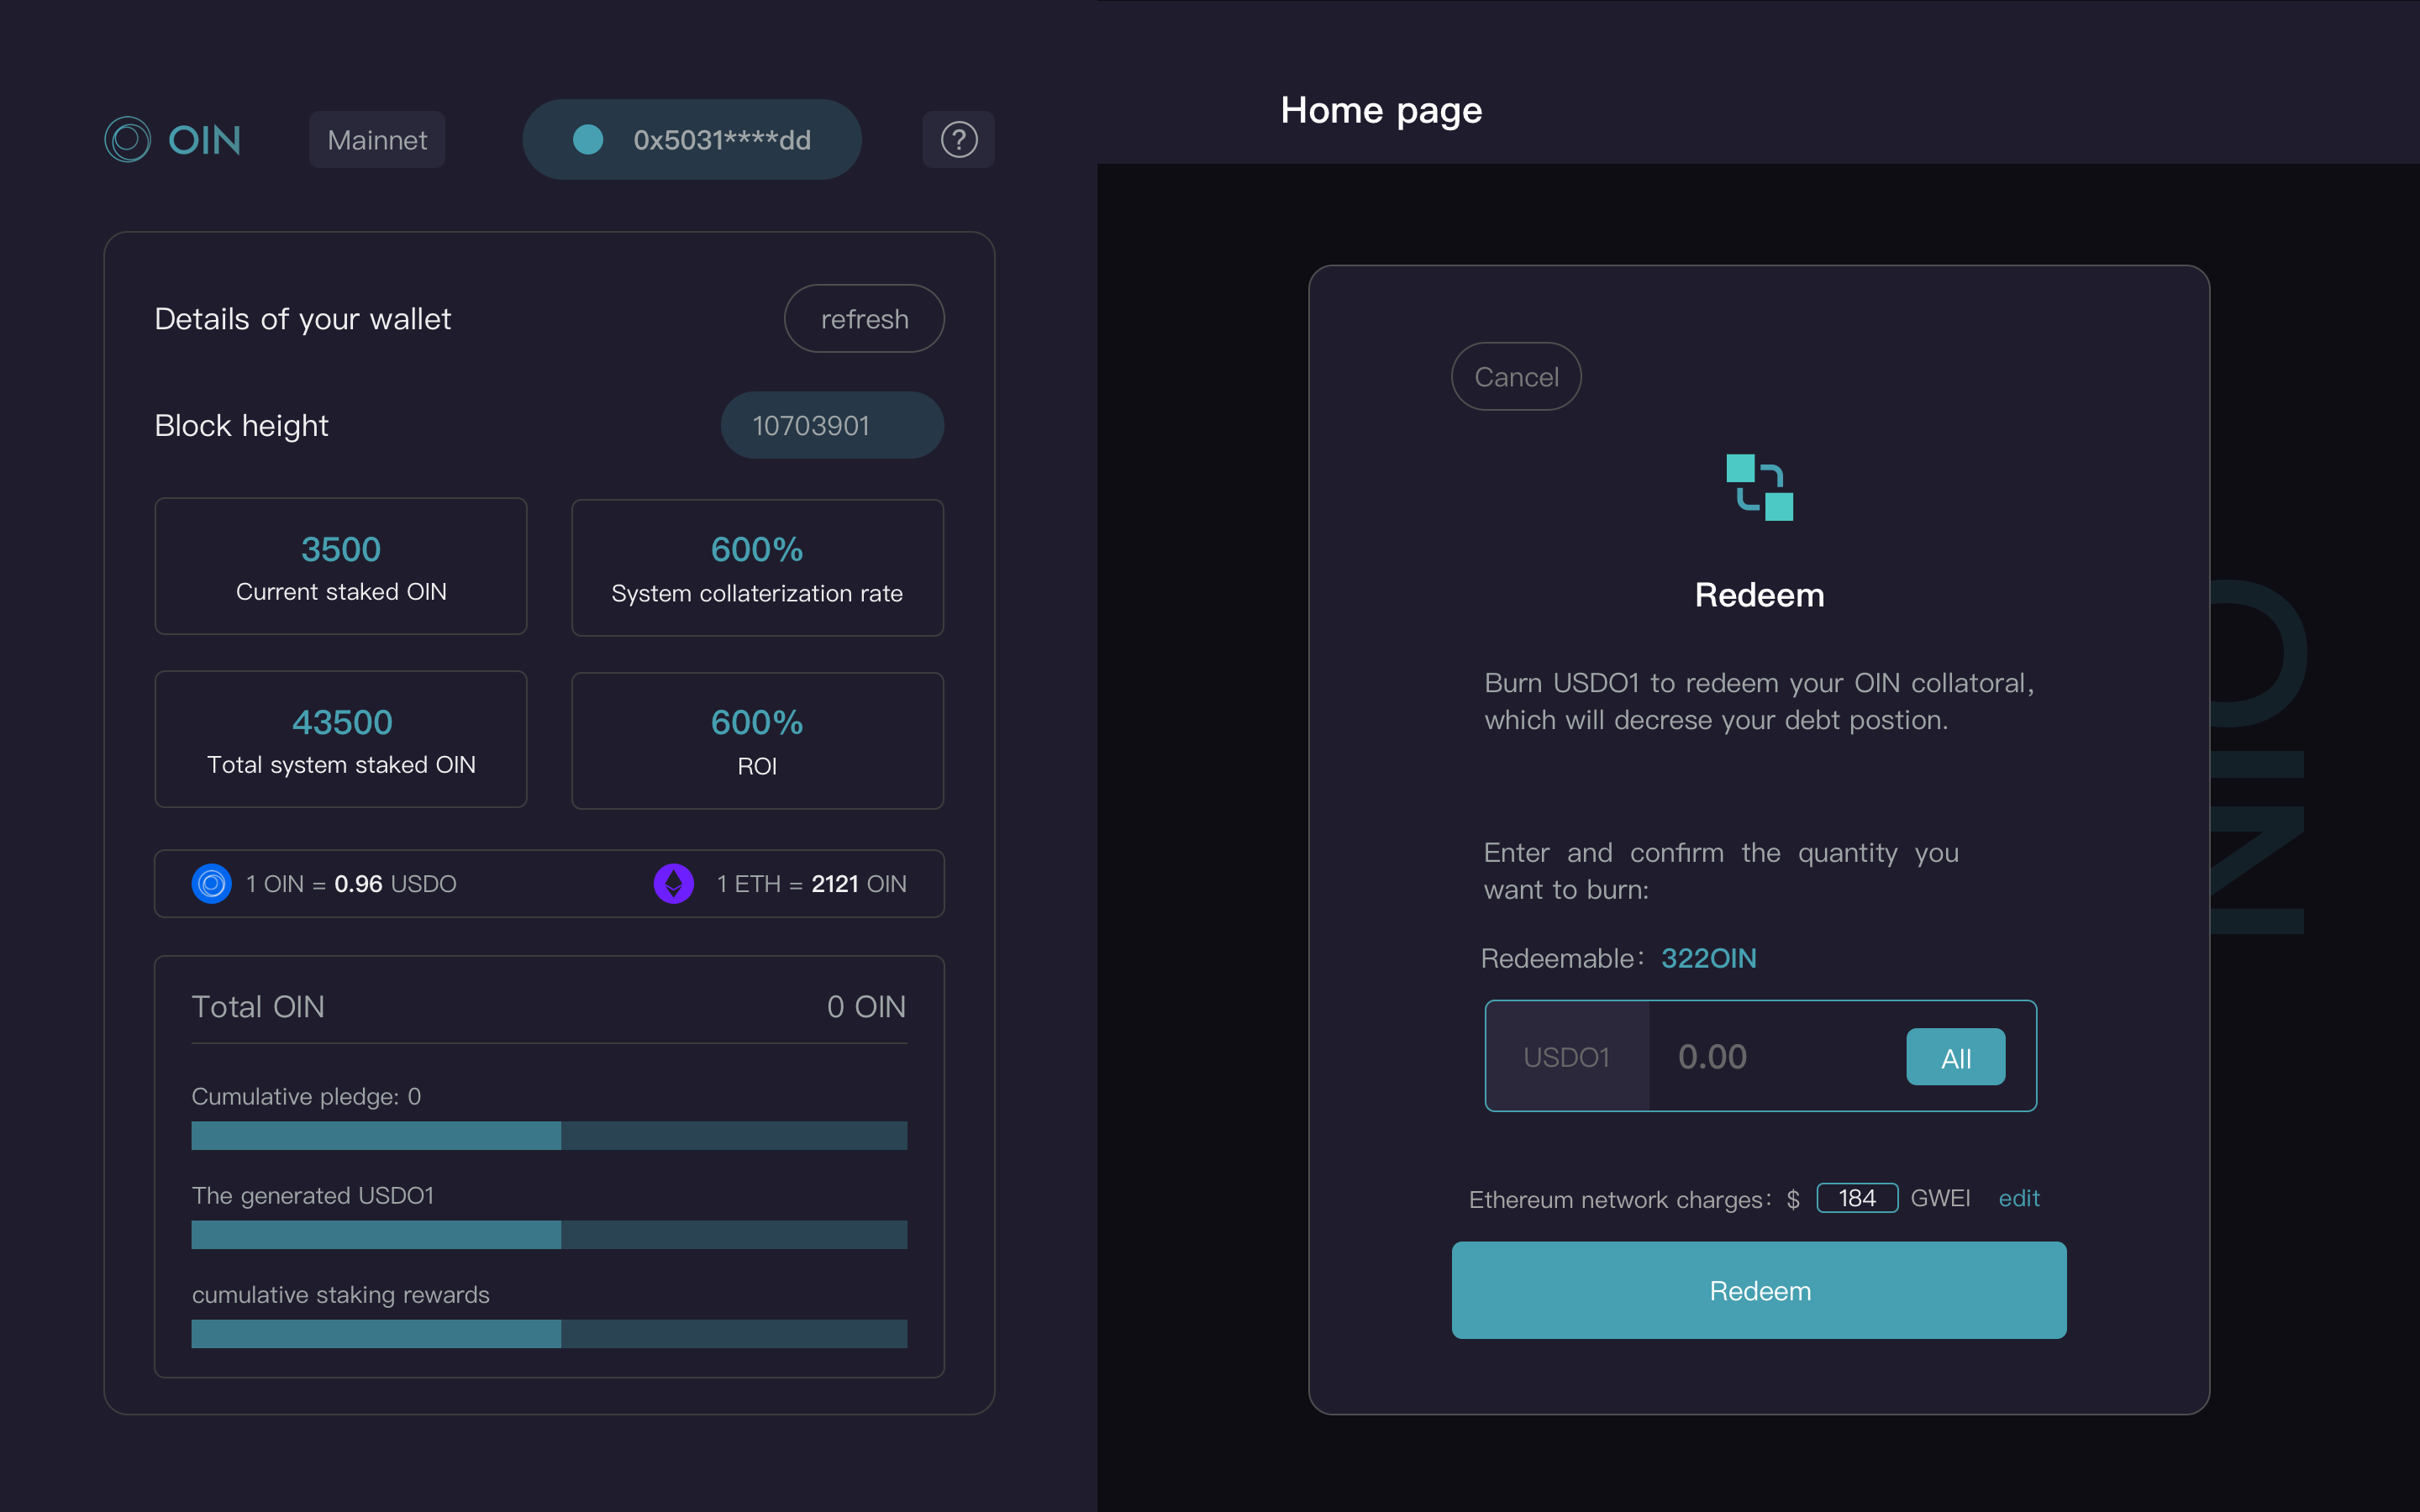 OIN
Mainnet
0x5031****dd
?
Details of your wallet
refresh
Block height
10703901
3500
Current staked OIN
600%
System collaterization rate
43500
Total system staked OIN
600%
ROI
1 OIN = 0.96 USDO
1 ETH = 2121 OIN
Total OIN
0 OIN
Cumulative pledge: 0
The generated USDO1
cumulative staking rewards
Home page
Cancel
Redeem
Burn USDO1 to redeem your OIN collatoral,
which will decrese your debt postion.
Enter and confirm the quantity you
want to burn:
Redeemable: 322OIN
USDO1
0.00
All
Ethereum network charges: $ 184 GWEI edit
Redeem
OIN